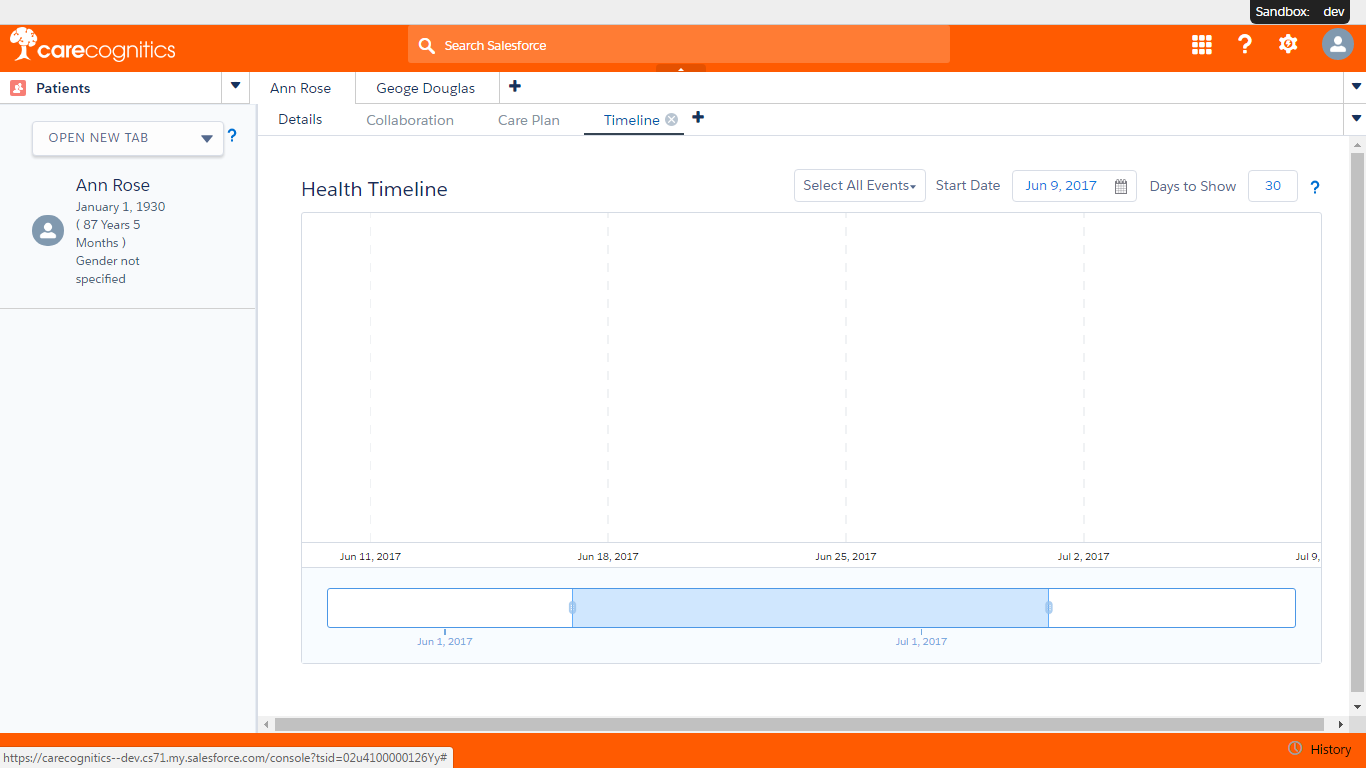 Sandbox: dev
carecognitics
Search Salesforce
?
Patients
Ann Rose
Geoge Douglas
Details
Collaboration
Care Plan
Timeline
OPEN NEW TAB
?
Ann Rose
January 1, 1930
( 87 Years 5
Months )
Gender not
specified
Health Timeline
Select All Events
Start Date
Jun 9, 2017
Days to Show
30
?
Jun 11, 2017
Jun 18, 2017
Jun 25, 2017
Jul 2, 2017
Jul 9,
Jun 1, 2017
Jul 1, 2017
https://carecognitics--dev.cs71.my.salesforce.com/console?tsid=02u4100000126Yy#
History